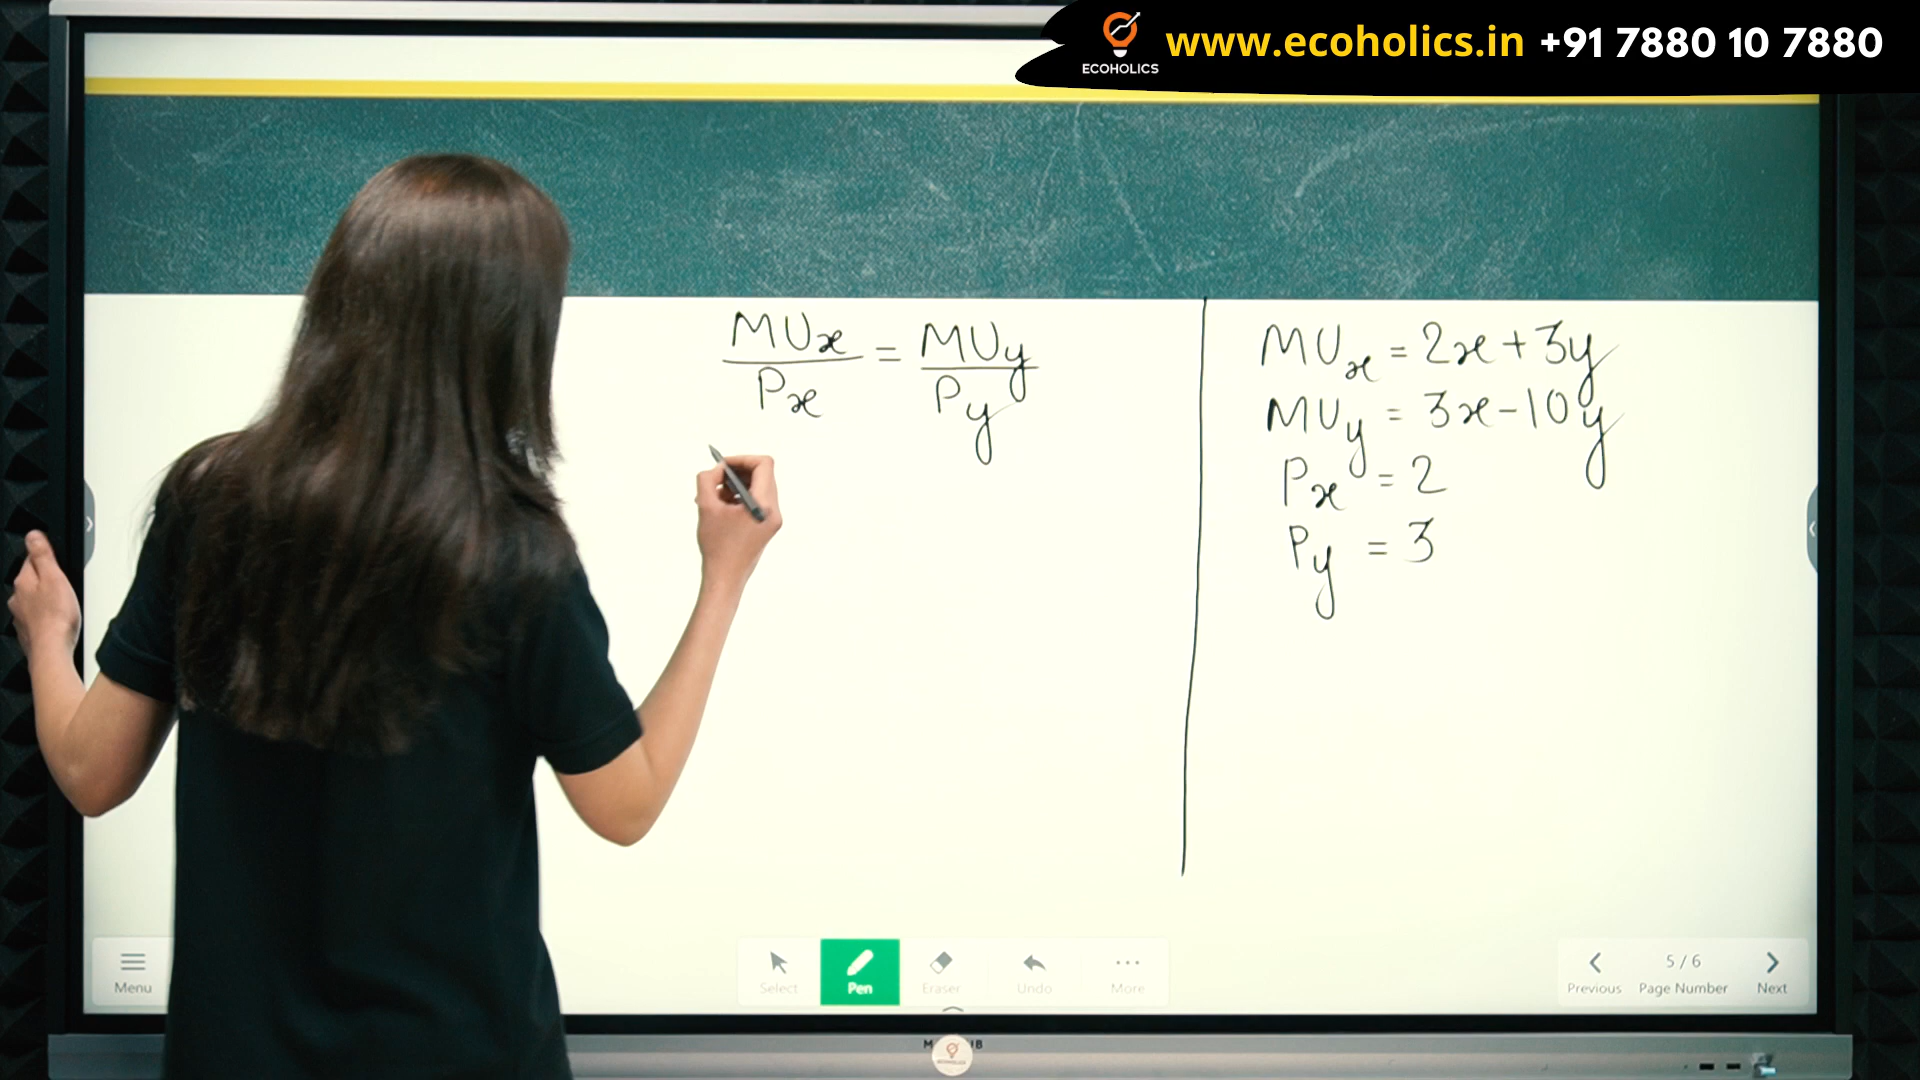 www.ecoholics.in +91 7880 10 7880
ECOHOLICS
MUx/Px = MUy/Py
MUx = 2x+3y
MUy = 3x-10y
Px = 2
Py = 3
Menu
Select
Pen
Eraser
Undo
More
Previous
5 / 6
Page Number
Next